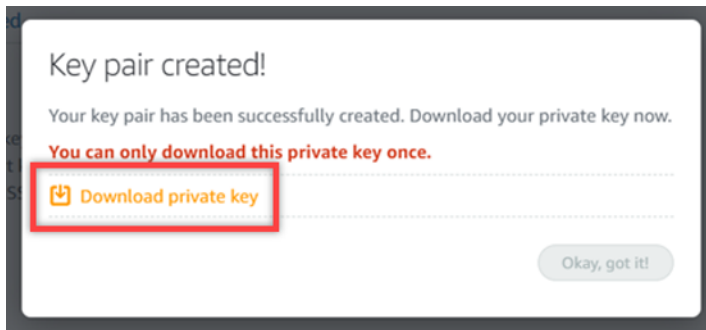 Key pair created!
Your key pair has been successfully created. Download your private key now.
You can only download this private key once.
Download private key
Okay, got it!